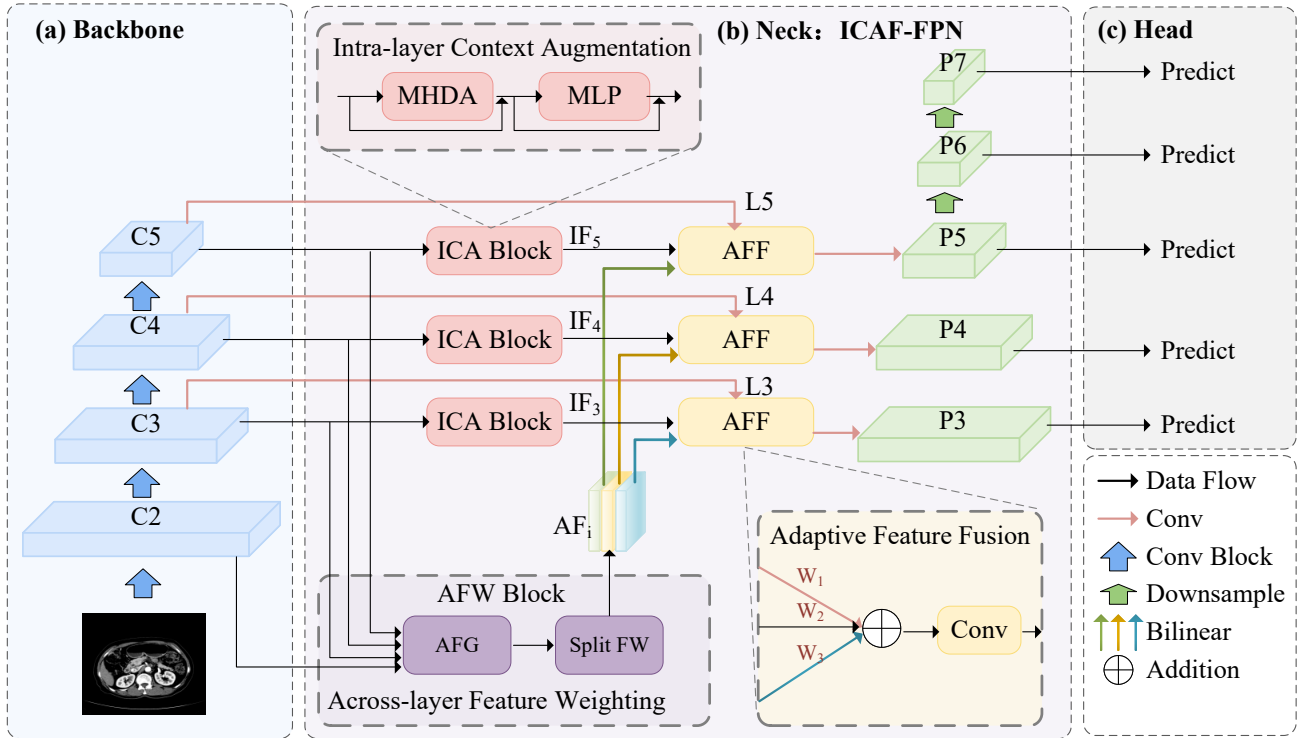 (a) Backbone
(b) Neck：ICAF-FPN
(c) Head
Intra-layer Context Augmentation
MHDA
MLP
P7
Predict
P6
Predict
L5
C5
ICA Block
IF5
AFF
P5
Predict
L4
C4
ICA Block
IF4
AFF
P4
Predict
L3
C3
ICA Block
IF3
AFF
P3
Predict
C2
AFi
AFW Block
AFG
Split FW
Across-layer Feature Weighting
Adaptive Feature Fusion
W1
W2
W3
Conv
Data Flow
Conv
Conv Block
Downsample
Bilinear
Addition